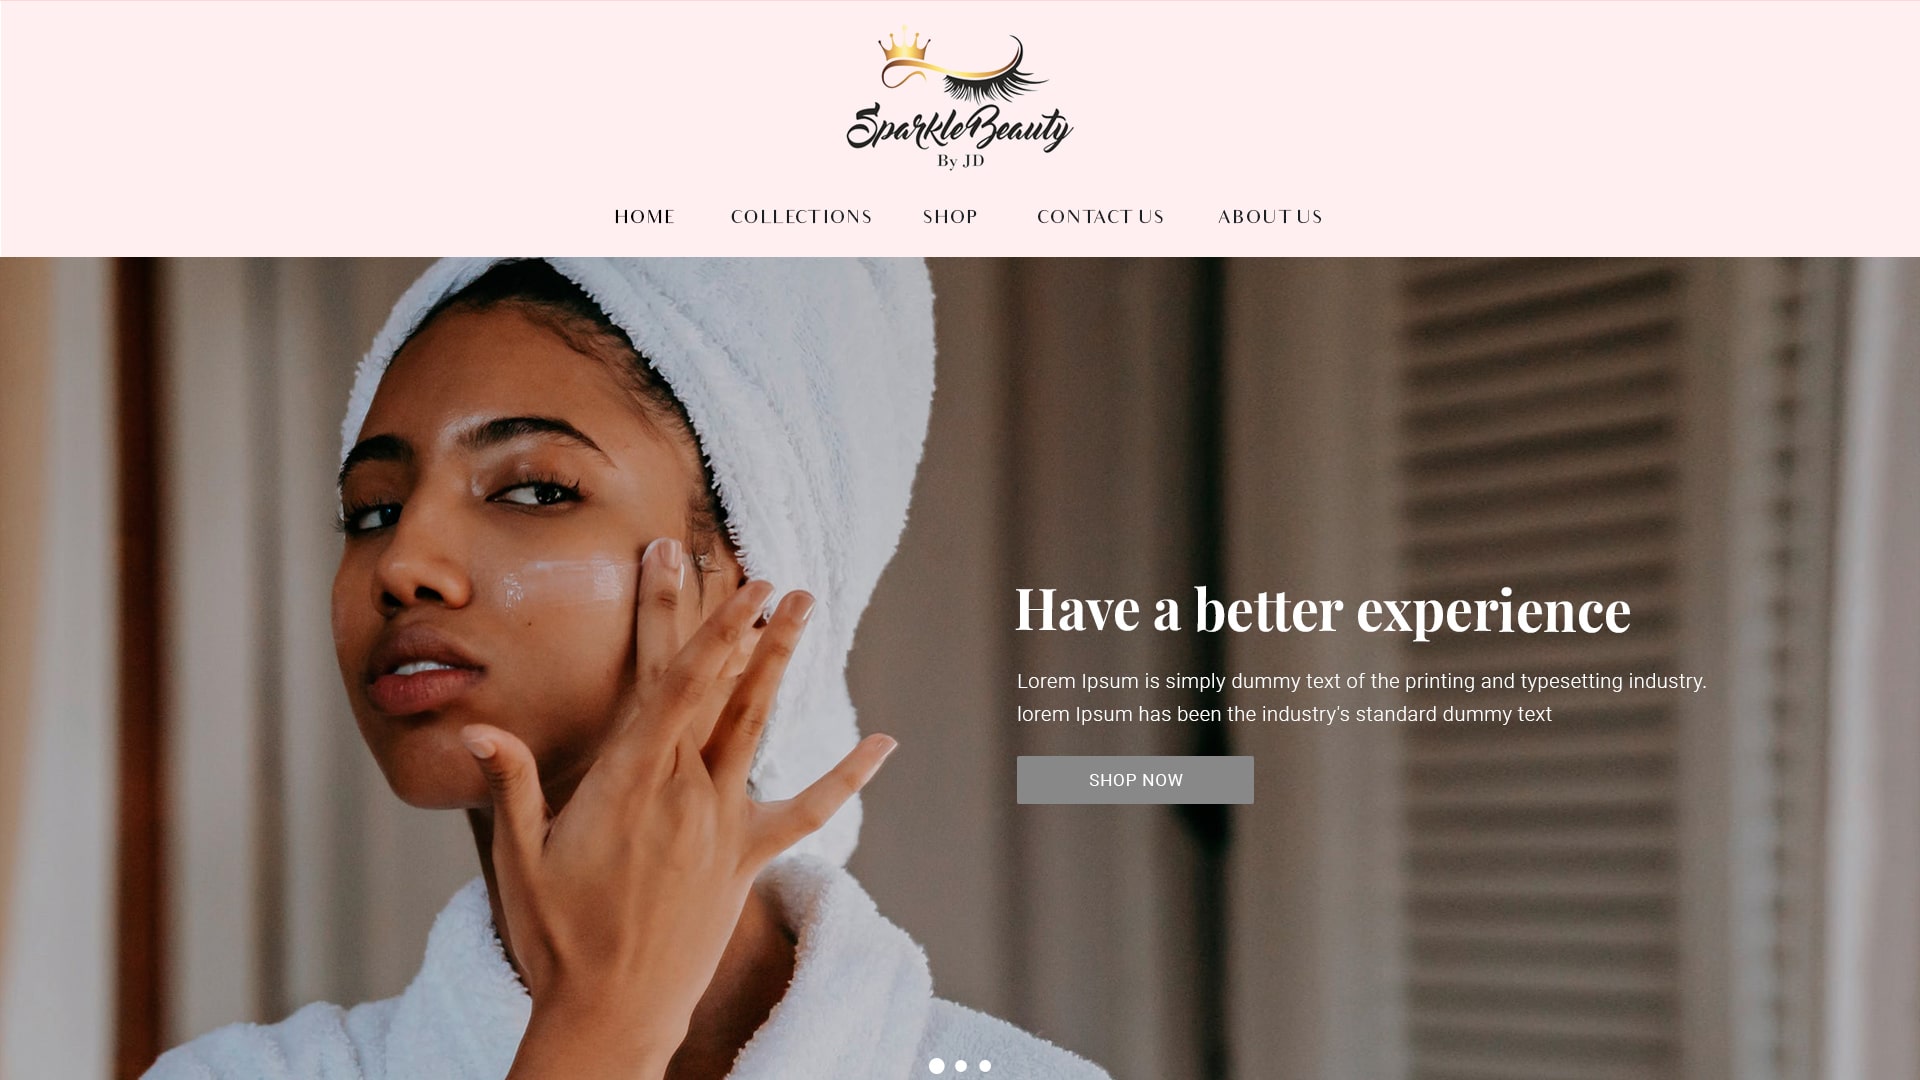 SparkleBeauty
By JD
HOME COLLECTIONS SHOP CONTACT US ABOUT US
Have a better experience
Lorem Ipsum is simply dummy text of the printing and typesetting industry.
lorem Ipsum has been the industry's standard dummy text
SHOP NOW